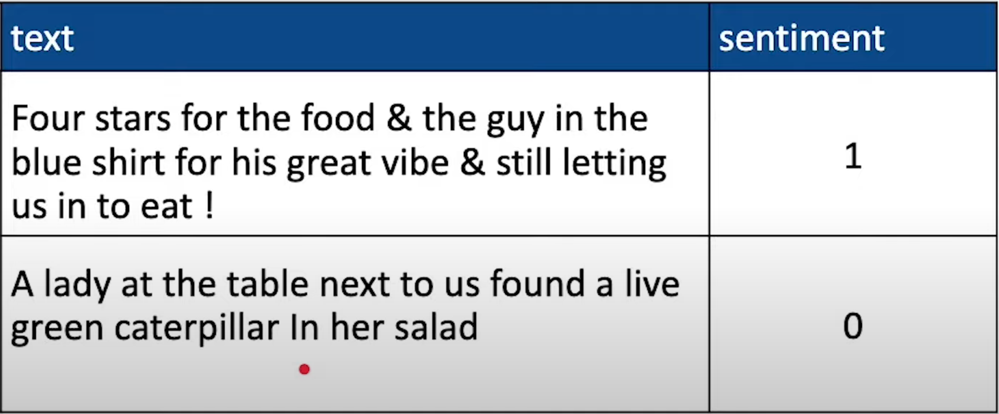 text sentiment
Four stars for the food & the guy in the
blue shirt for his great vibe & still letting
us in to eat !
1
A lady at the table next to us found a live
green caterpillar In her salad
0